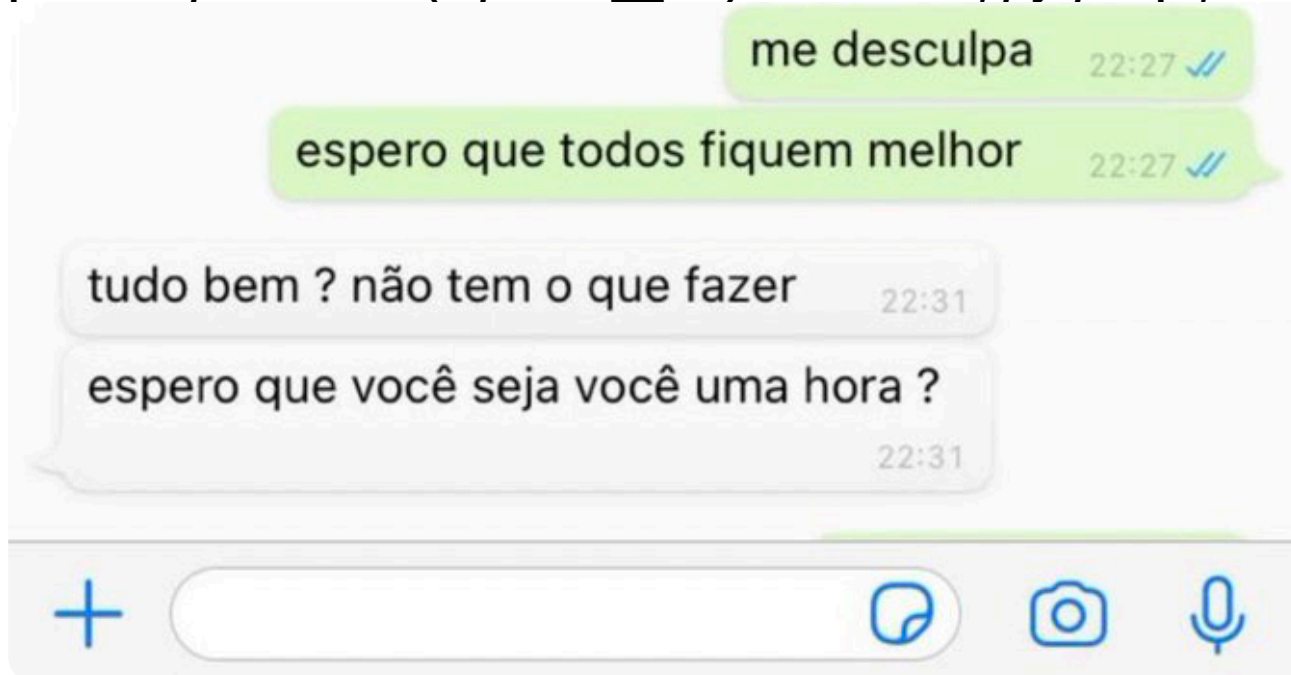 me desculpa 22:27
espero que todos fiquem melhor 22:27
tudo bem ? não tem o que fazer 22:31
espero que você seja você uma hora ?
22:31